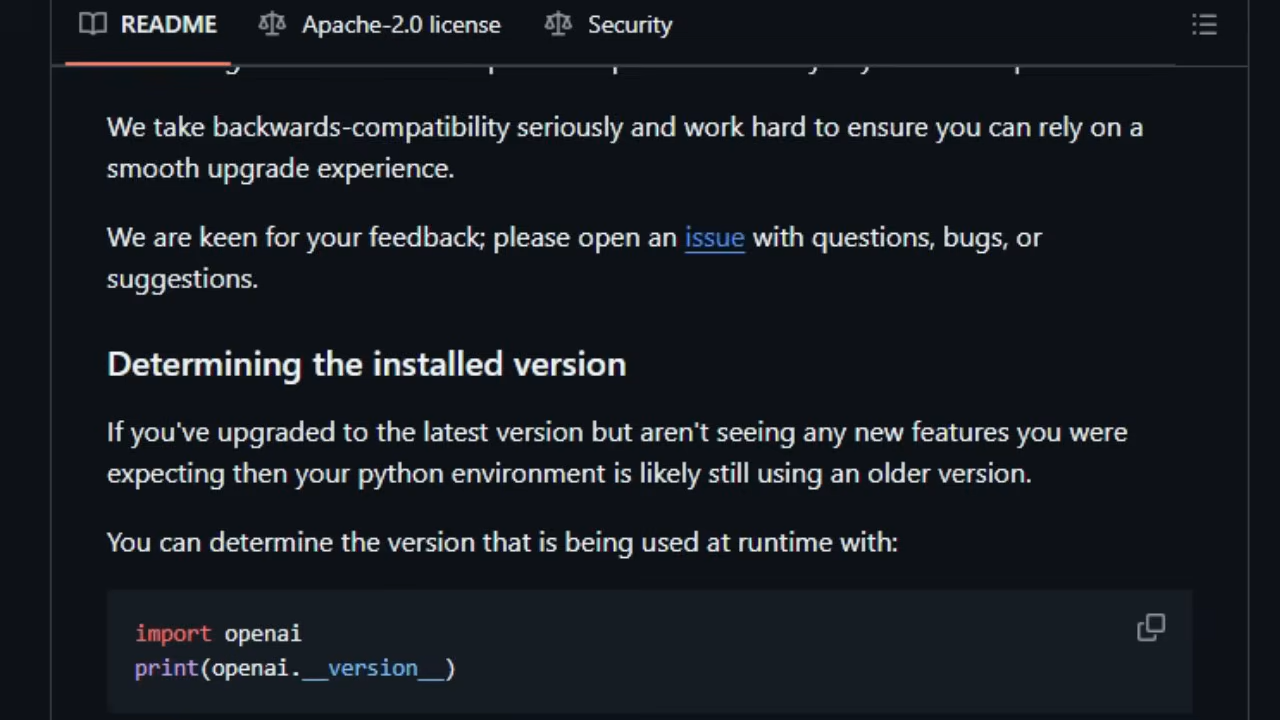 README Apache-2.0 license Security
We take backwards-compatibility seriously and work hard to ensure you can rely on a
smooth upgrade experience.
We are keen for your feedback; please open an issue with questions, bugs, or
suggestions.
Determining the installed version
If you've upgraded to the latest version but aren't seeing any new features you were
expecting then your python environment is likely still using an older version.
You can determine the version that is being used at runtime with:
import openai
print(openai.__version__)